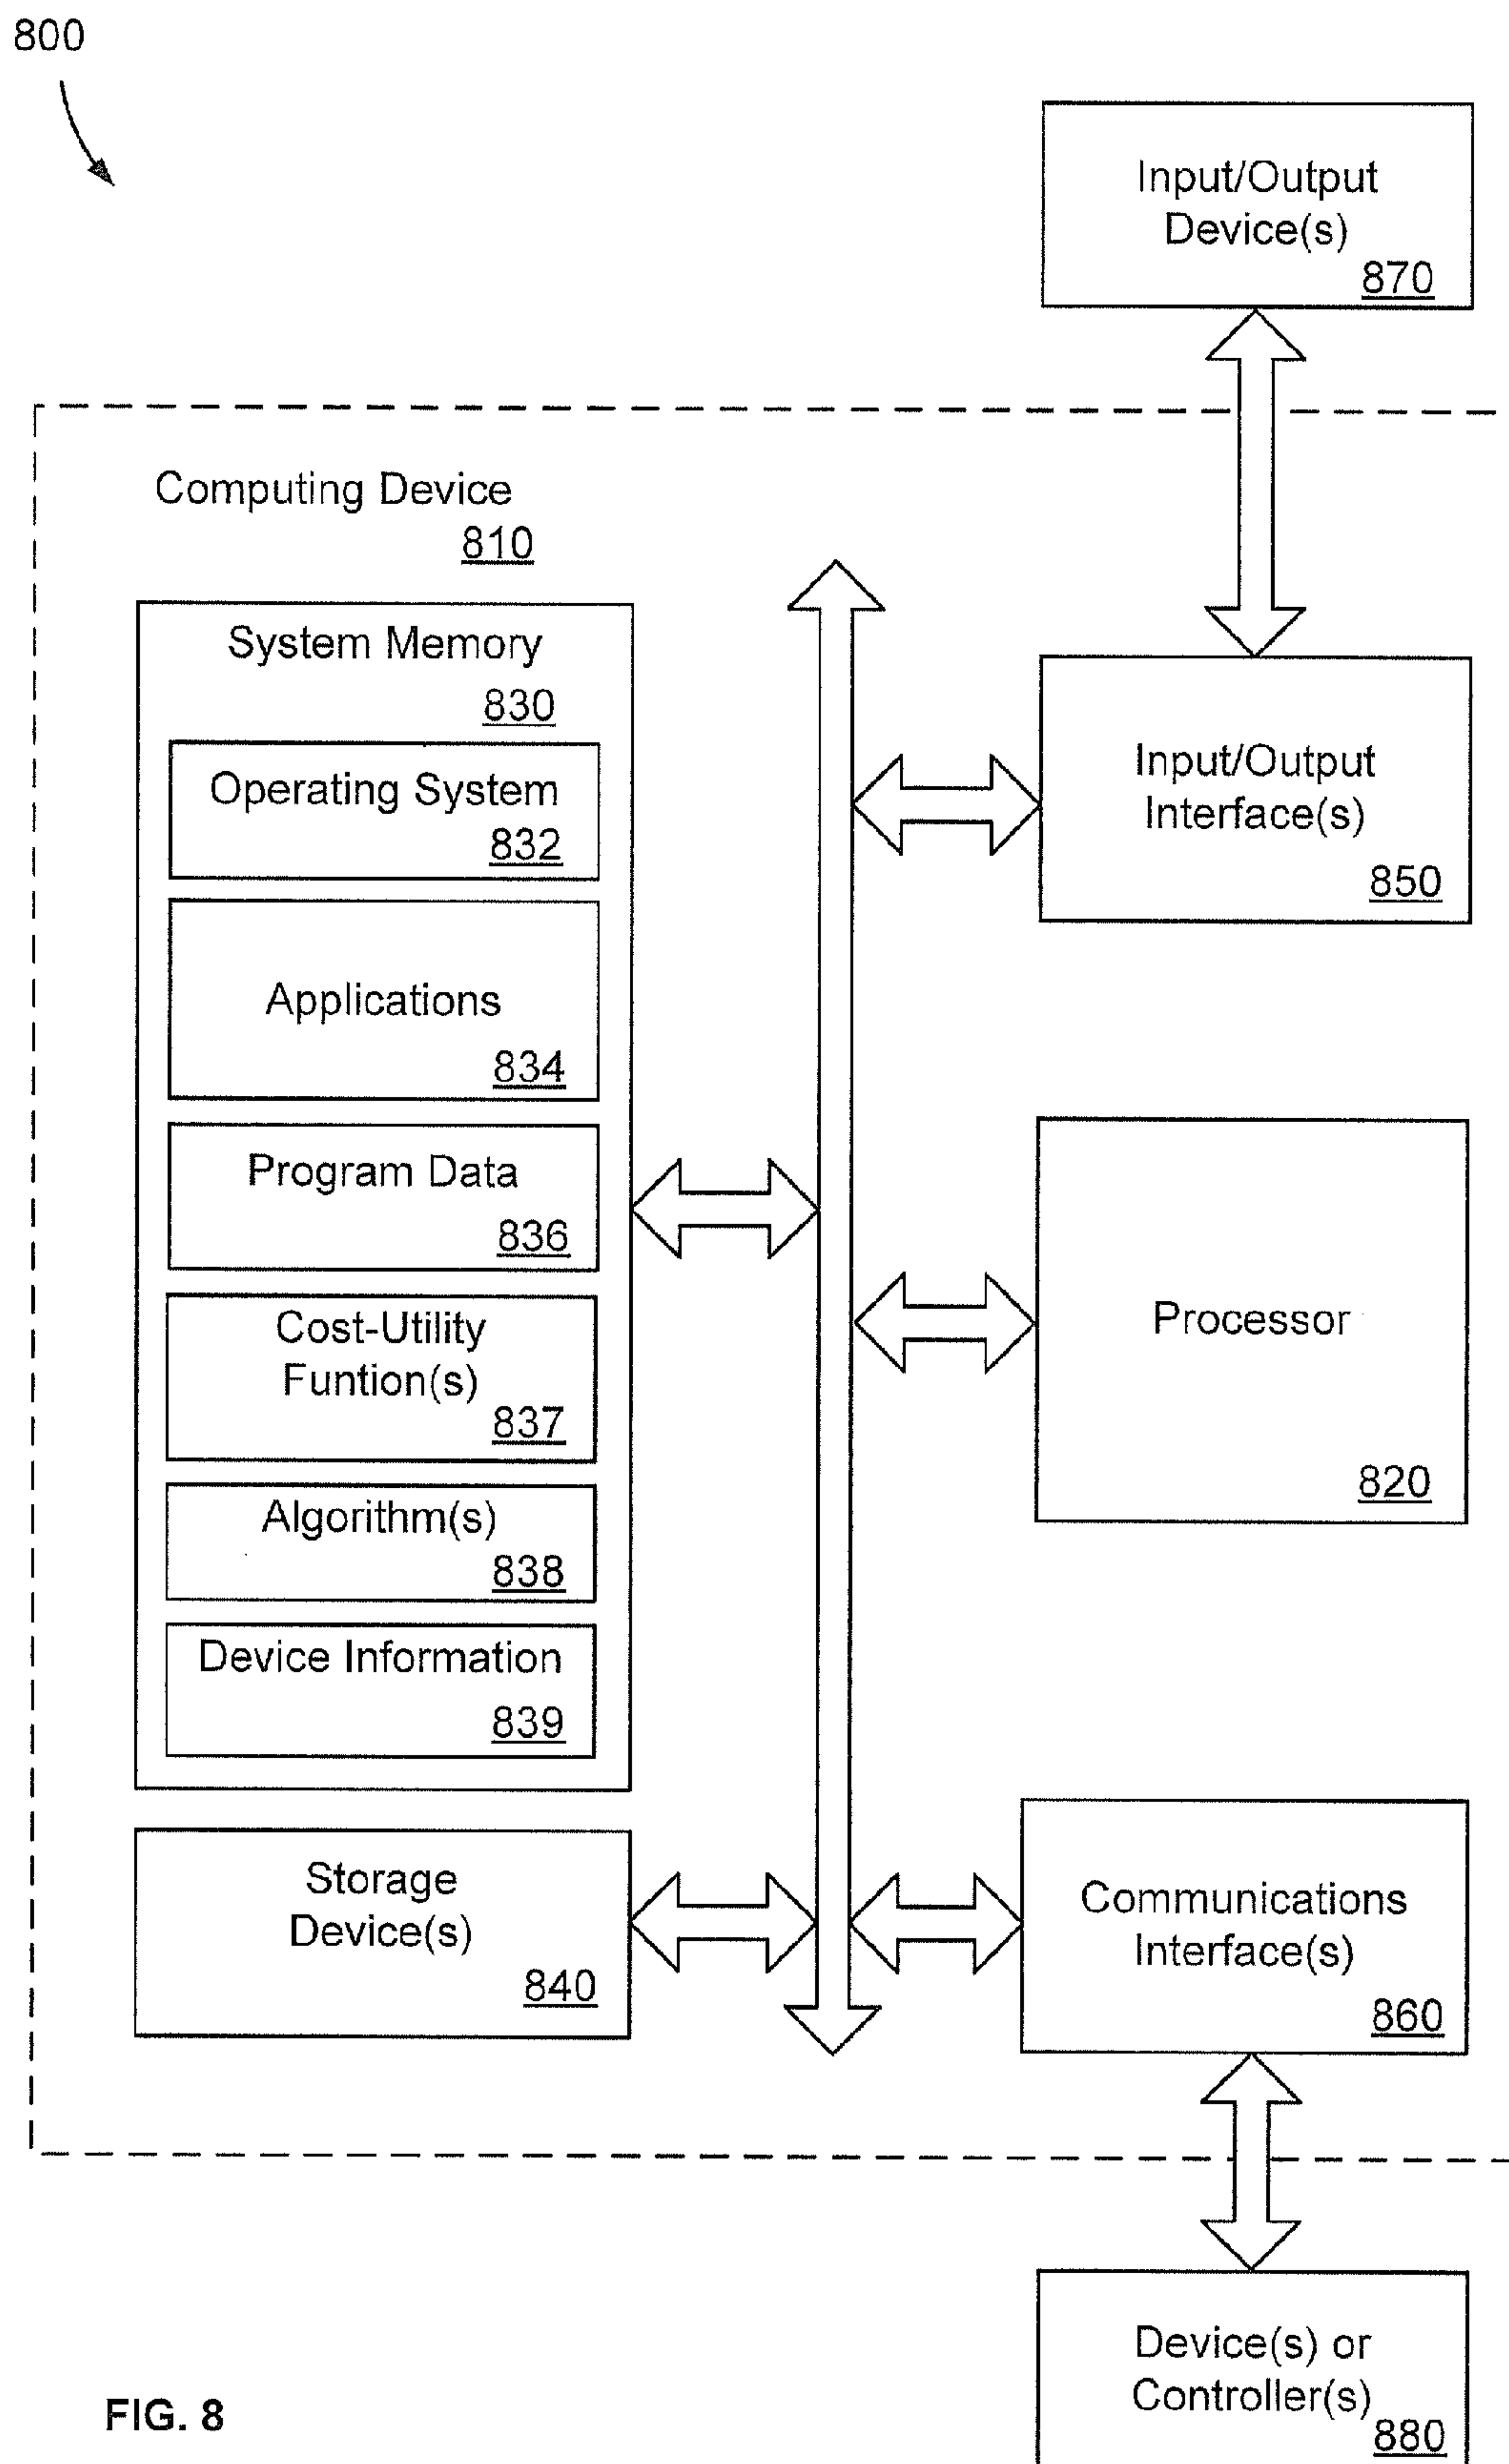 800
Input/Output
Device(s)
870
Computing Device
810
System Memory
830
Operating System
832
Applications
834
Program Data
836
Cost-Utility
Funtion(s)
837
Algorithm(s)
838
Device Information
839
Storage
Device(s)
840
Input/Output
Interface(s)
850
Processor
820
Communications
Interface(s)
860
Device(s) or
Controller(s)
880
FIG. 8